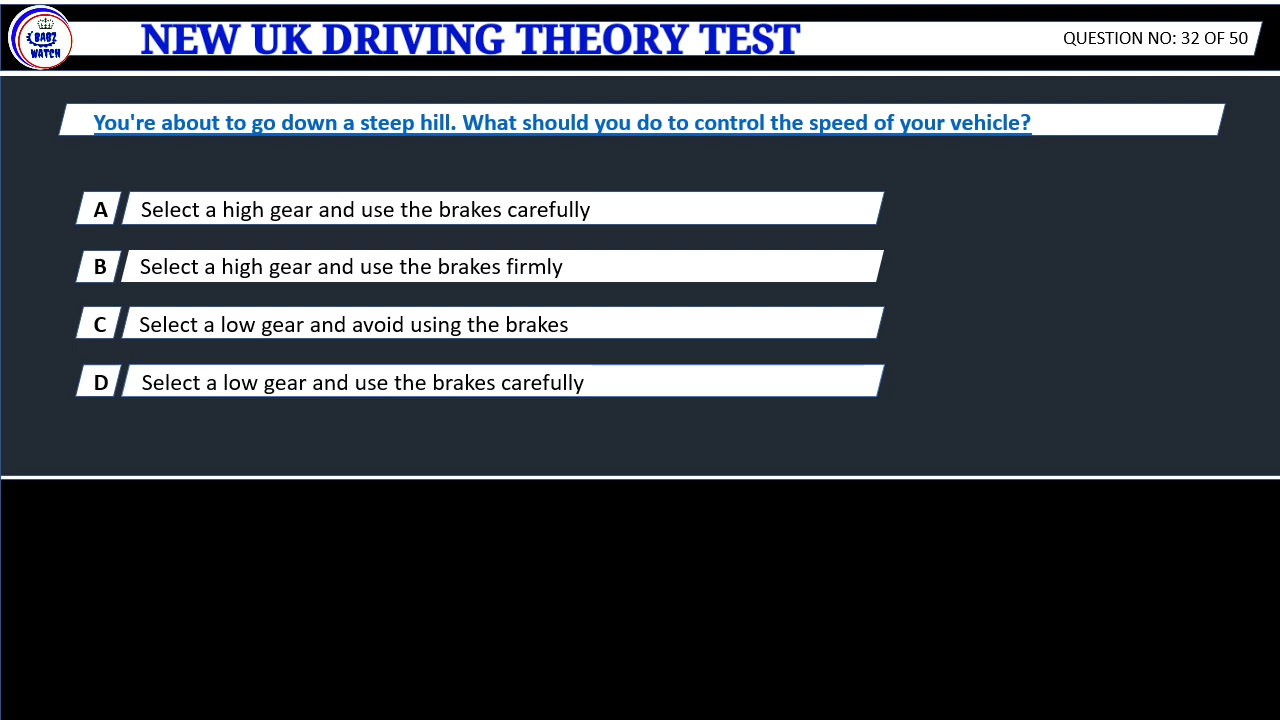 BABZ
WATCH
NEW UK DRIVING THEORY TEST
QUESTION NO: 32 OF 50
You're about to go down a steep hill. What should you do to control the speed of your vehicle?
A Select a high gear and use the brakes carefully
B Select a high gear and use the brakes firmly
C Select a low gear and avoid using the brakes
D Select a low gear and use the brakes carefully